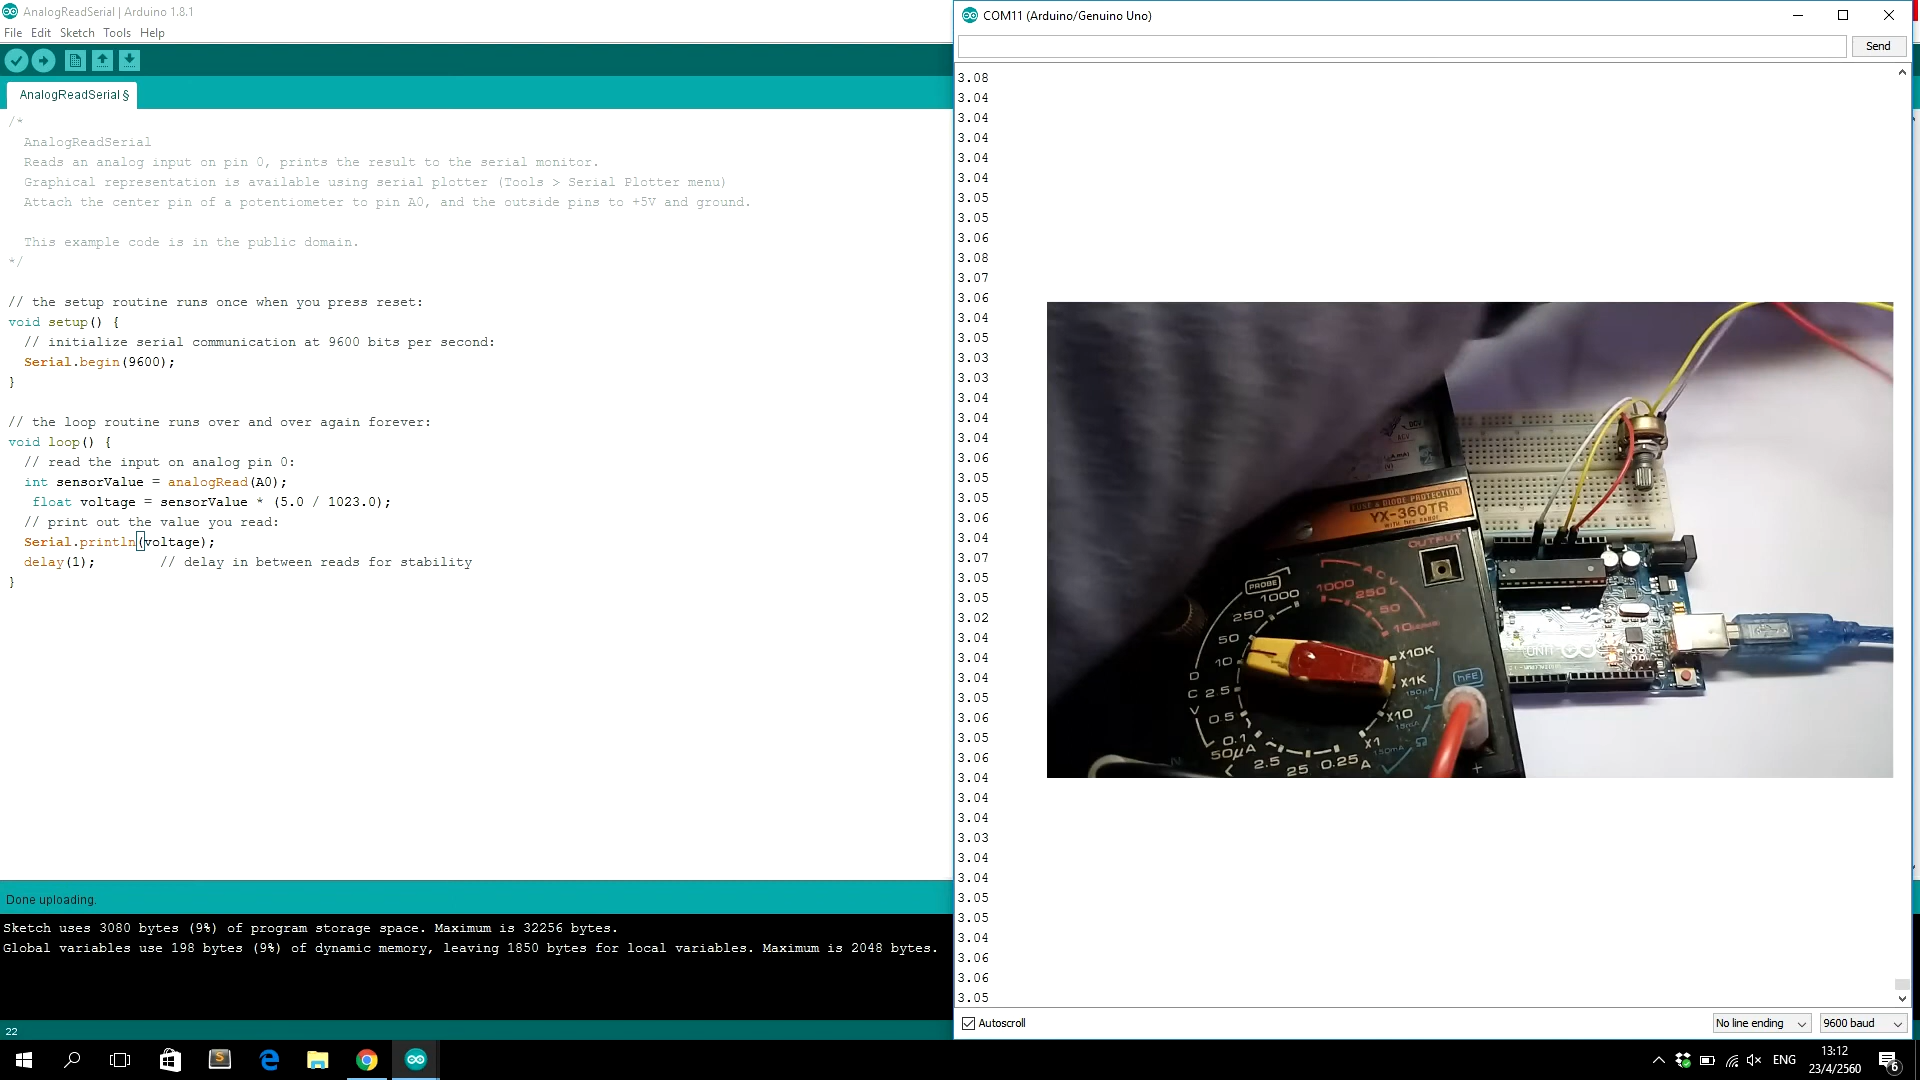 AnalogReadSerial | Arduino 1.8.1
File Edit Sketch Tools Help
AnalogReadSerial §
/*
AnalogReadSerial
Reads an analog input on pin 0, prints the result to the serial monitor.
Graphical representation is available using serial plotter (Tools > Serial Plotter menu)
Attach the center pin of a potentiometer to pin A0, and the outside pins to +5V and ground.
This example code is in the public domain.
*/
// the setup routine runs once when you press reset:
void setup() {
// initialize serial communication at 9600 bits per second:
Serial.begin(9600);
}
// the loop routine runs over and over again forever:
void loop() {
// read the input on analog pin 0:
int sensorValue = analogRead(A0);
float voltage = sensorValue * (5.0 / 1023.0);
// print out the value you read:
Serial.println(voltage);
delay(1);        // delay in between reads for stability
}
Done uploading.
Sketch uses 3080 bytes (9%) of program storage space. Maximum is 32256 bytes.
Global variables use 198 bytes (9%) of dynamic memory, leaving 1850 bytes for local variables. Maximum is 2048 bytes.
22
COM11 (Arduino/Genuino Uno)
Send
3.08
3.04
3.04
3.04
3.04
3.04
3.05
3.05
3.06
3.08
3.07
3.06
3.04
3.05
3.03
3.03
3.04
3.04
3.04
3.06
3.05
3.04
3.06
3.04
3.07
3.05
3.05
3.02
3.04
3.04
3.04
3.05
3.06
3.05
3.06
3.04
3.04
3.04
3.03
3.04
3.04
3.05
3.05
3.04
3.06
3.06
3.05
FUSE & DIODE PROTECTION
YX-360TR
OUTPUT
PROBE
ACV
1000
250
50
10
1000
250
50
10
2.5
0.5
0.1
DCV
50µA
2.5
25
0.25A
X10K
X1K
X10
X1
150mA
15mA
hFE
Ω
+
UNO
Autoscroll
No line ending
9600 baud
ENG
13:12
23/4/2560
6